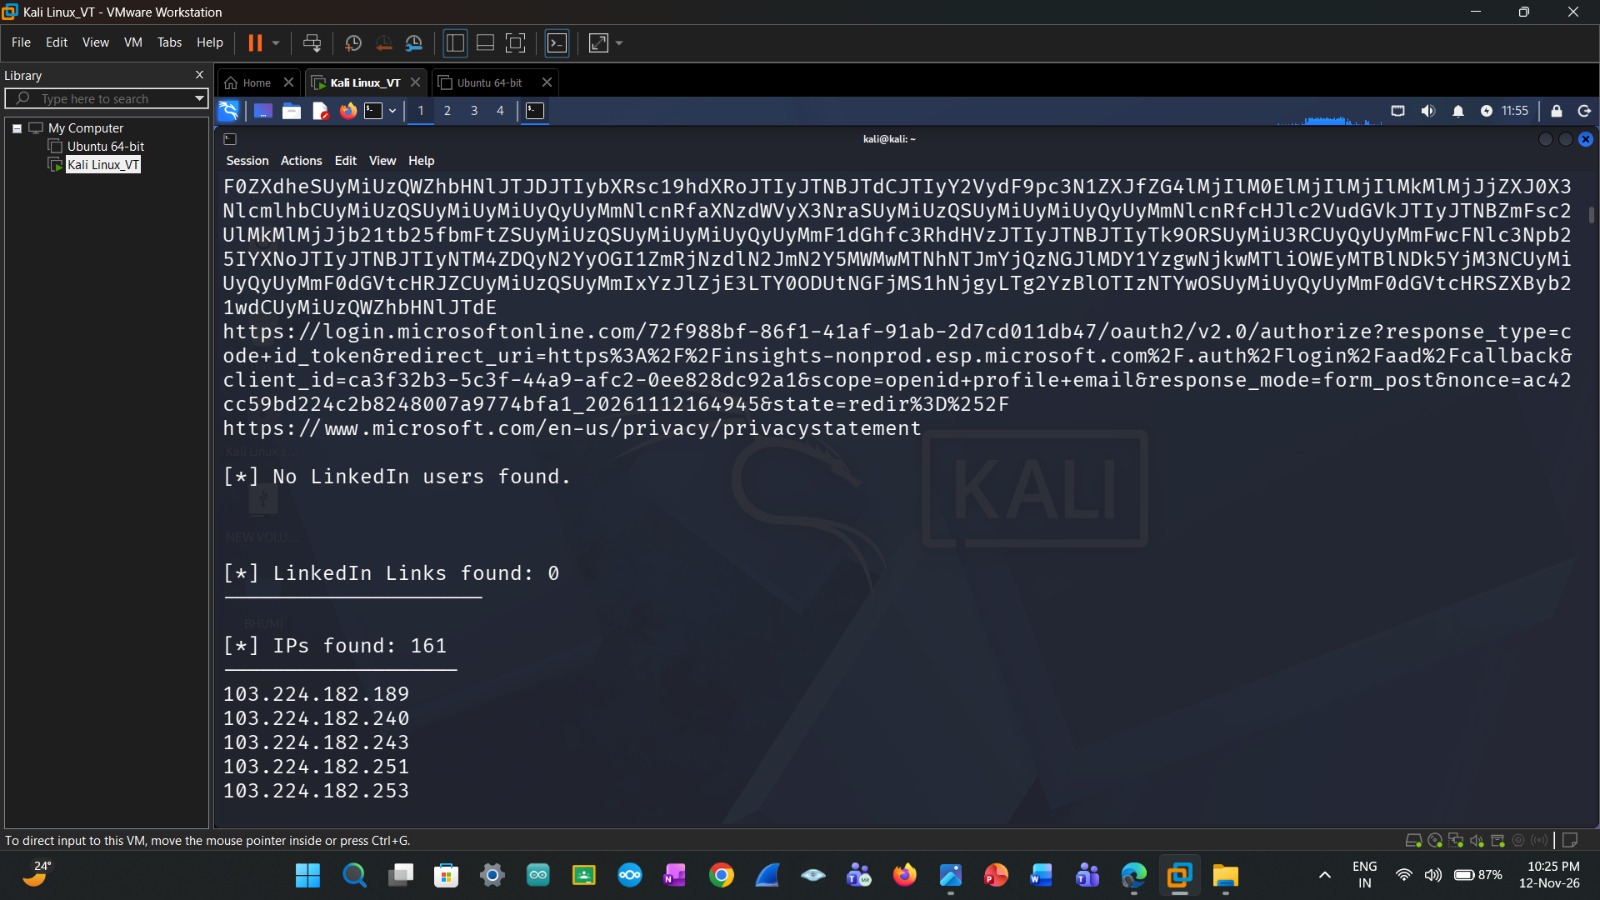 Kali Linux_VT - VMware Workstation
File Edit View VM Tabs Help
Library
Type here to search
My Computer
Ubuntu 64-bit
Kali Linux_VT
Home
Kali Linux_VT
Ubuntu 64-bit
1 2 3 4
11:55
kali@kali: ~
Session Actions Edit View Help
F0ZXdheSUyMiUzQWZhbHNlJTJDJTIybXRsc19hdXRoJTIyJTNBJTdCJTIyY2VydF9pc3N1ZXJfZG4lMjIlM0ElMjIlMjIlMkMlMjJjZXJ0X3
NlcmlhbCUyMiUzQSUyMiUyMiUyQyUyMmNlcnRfaXNzdWVyX3NraSUyMiUzQSUyMiUyMiUyQyUyMmNlcnRfcHJlc2VudGVkJTIyJTNBZmFsc2
UlMkMlMjJjb21tb25fbmFtZSUyMiUzQSUyMiUyMiUyQyUyMmF1dGhfc3RhdHVzJTIyJTNBJTIyTk9ORSUyMiU3RCUyQyUyMmFwcFNlc3Npb2
5IYXNoJTIyJTNBJTIyNTM4ZDQyN2YyOGI1ZmRjNzdlN2JmN2Y5MWMwMTNhNTJmYjQzNGJlMDY1YzgwNjkwMTliOWEyMTBlNDk5YjM3NCUyMi
UyQyUyMmF0dGVtcHRJZCUyMiUzQSUyMmIxYzJlZjE3LTY0ODUtNGFjMS1hNjgyLTg2YzBlOTIzNTYwOSUyMiUyQyUyMmF0dGVtcHRSZXByb2
1wdCUyMiUzQWZhbHNlJTdE
https://login.microsoftonline.com/72f988bf-86f1-41af-91ab-2d7cd011db47/oauth2/v2.0/authorize?response_type=c
ode+id_token&redirect_uri=https%3A%2F%2Finsights-nonprod.esp.microsoft.com%2F.auth%2Flogin%2Faad%2Fcallback&
client_id=ca3f32b3-5c3f-44a9-afc2-0ee828dc92a1&scope=openid+profile+email&response_mode=form_post&nonce=ac42
cc59bd224c2b8248007a9774bfa1_20261112164945&state=redir%3D%252F
https://www.microsoft.com/en-us/privacy/privacystatement
KALI
[*] No LinkedIn users found.
NEW VOLU...
[*] LinkedIn Links found: 0
BHUMI
[*] IPs found: 161
103.224.182.189
103.224.182.240
103.224.182.243
103.224.182.251
103.224.182.253
To direct input to this VM, move the mouse pointer inside or press Ctrl+G.
24°
ENG
IN
87%
10:25 PM
12-Nov-26